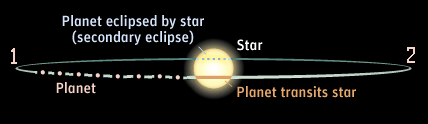 Planet eclipsed by star
(secondary eclipse)
Star
1
2
Planet
Planet transits star